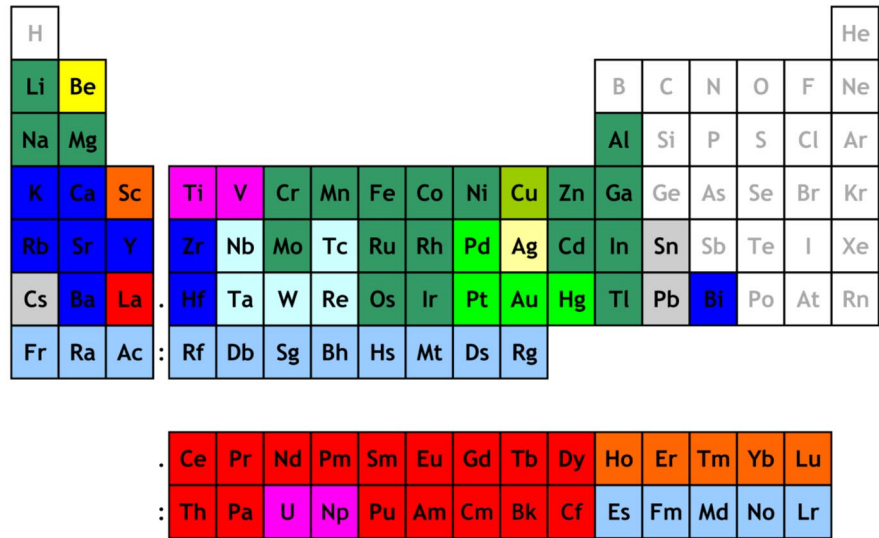 H He
Li Be B C N O F Ne
Na Mg Al Si P S Cl Ar
K Ca Sc Ti V Cr Mn Fe Co Ni Cu Zn Ga Ge As Se Br Kr
Rb Sr Y Zr Nb Mo Tc Ru Rh Pd Ag Cd In Sn Sb Te I Xe
Cs Ba La . Hf Ta W Re Os Ir Pt Au Hg Tl Pb Bi Po At Rn
Fr Ra Ac : Rf Db Sg Bh Hs Mt Ds Rg
. Ce Pr Nd Pm Sm Eu Gd Tb Dy Ho Er Tm Yb Lu
: Th Pa U Np Pu Am Cm Bk Cf Es Fm Md No Lr